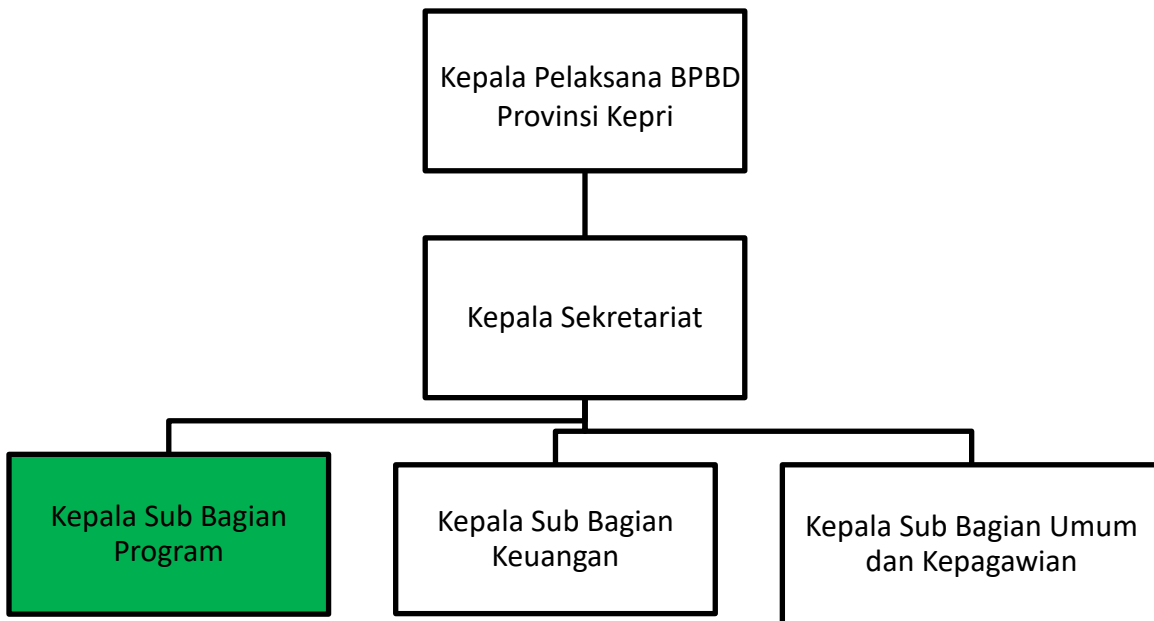 Kepala Pelaksana BPBD
Provinsi Kepri
Kepala Sekretariat
Kepala Sub Bagian
Program
Kepala Sub Bagian
Keuangan
Kepala Sub Bagian Umum
dan Kepagawian